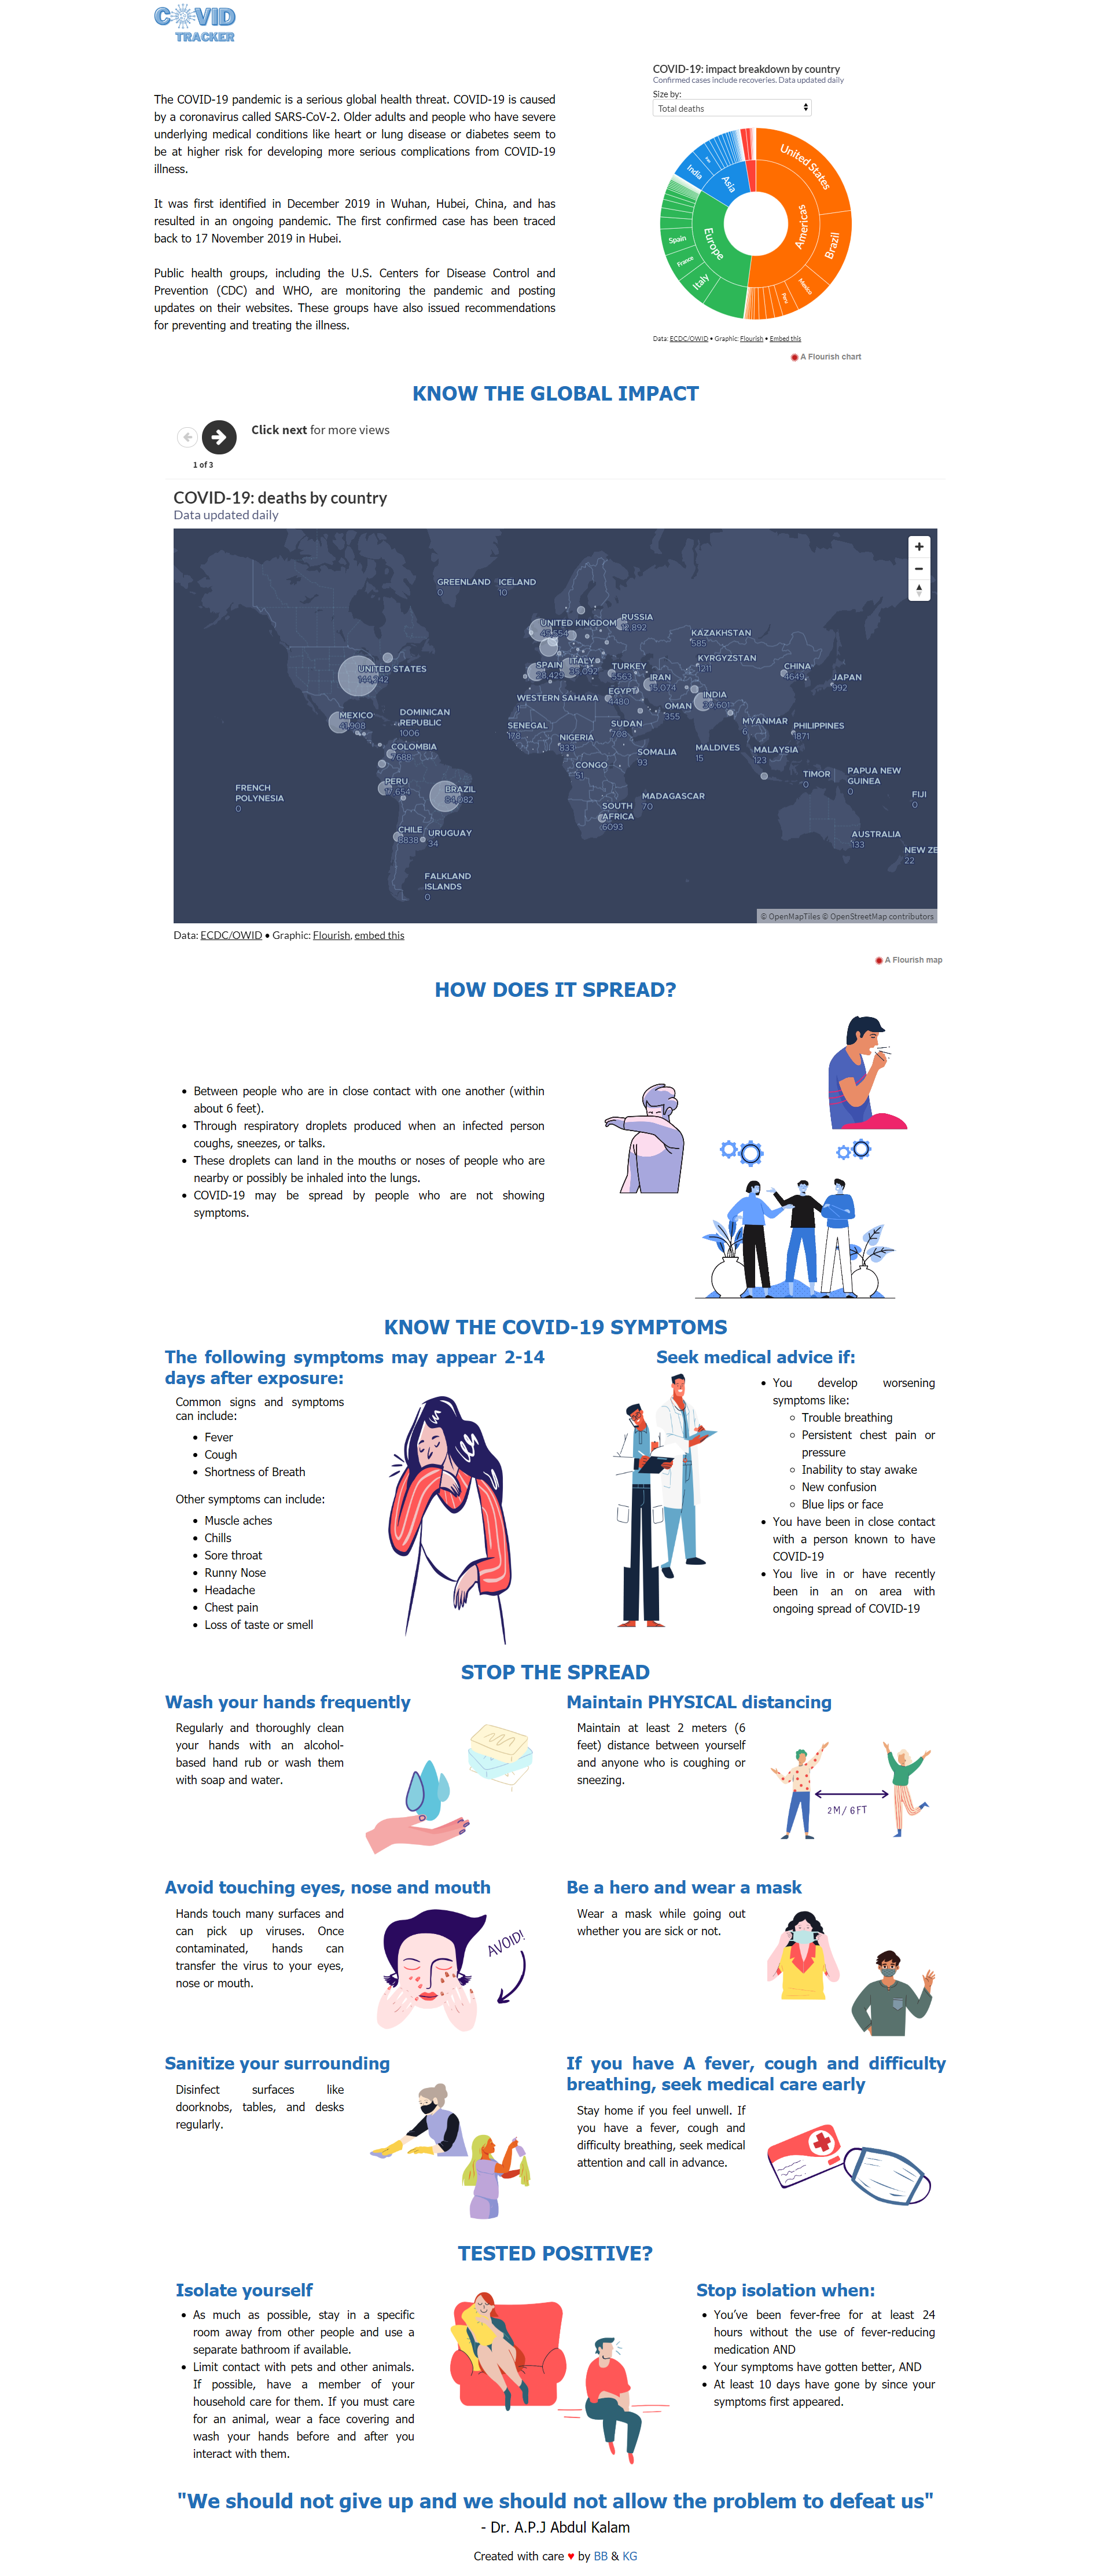 COVID
TRACKER
The COVID-19 pandemic is a serious global health threat. COVID-19 is caused
by a coronavirus called SARS-CoV-2. Older adults and people who have severe
underlying medical conditions like heart or lung disease or diabetes seem to
be at higher risk for developing more serious complications from COVID-19
illness.
It was first identified in December 2019 in Wuhan, Hubei, China, and has
resulted in an ongoing pandemic. The first confirmed case has been traced
back to 17 November 2019 in Hubei.
Public health groups, including the U.S. Centers for Disease Control and
Prevention (CDC) and WHO, are monitoring the pandemic and posting
updates on their websites. These groups have also issued recommendations
for preventing and treating the illness.
COVID-19: impact breakdown by country
Confirmed cases include recoveries. Data updated daily
Size by:
Total deaths
United States
Americas
Brazil
Mexico
Peru
Asia
India
Europe
Spain
France
Italy
Data: ECDC/OWID • Graphic: Flourish • Embed this
A Flourish chart
KNOW THE GLOBAL IMPACT
Click next for more views
1 of 3
COVID-19: deaths by country
Data updated daily
GREENLAND
0
ICELAND
10
UNITED KINGDOM
RUSSIA
KAZAKHSTAN
585
UNITED STATES
SPAIN
ITALY
TURKEY
5563
KYRGYZSTAN
1211
CHINA
4649
JAPAN
992
IRAN
EGYPT
4480
INDIA
WESTERN SAHARA
1
OMAN
355
MEXICO
DOMINICAN
REPUBLIC
1006
SENEGAL
178
SUDAN
708
MYANMAR
6
PHILIPPINES
1871
NIGERIA
833
COLOMBIA
7688
SOMALIA
93
MALDIVES
15
MALAYSIA
123
CONGO
51
TIMOR
0
PAPUA NEW
GUINEA
0
PERU
BRAZIL
FRENCH
POLYNESIA
0
MADAGASCAR
70
SOUTH
AFRICA
6093
FIJI
0
CHILE
8838
URUGUAY
34
AUSTRALIA
133
NEW ZE
22
FALKLAND
ISLANDS
0
© OpenMapTiles © OpenStreetMap contributors
Data: ECDC/OWID • Graphic: Flourish, embed this
A Flourish map
HOW DOES IT SPREAD?
• Between people who are in close contact with one another (within
about 6 feet).
• Through respiratory droplets produced when an infected person
coughs, sneezes, or talks.
• These droplets can land in the mouths or noses of people who are
nearby or possibly be inhaled into the lungs.
• COVID-19 may be spread by people who are not showing
symptoms.
KNOW THE COVID-19 SYMPTOMS
The following symptoms may appear 2-14
days after exposure:
Common signs and symptoms
can include:
• Fever
• Cough
• Shortness of Breath
Other symptoms can include:
• Muscle aches
• Chills
• Sore throat
• Runny Nose
• Headache
• Chest pain
• Loss of taste or smell
Seek medical advice if:
• You develop worsening
symptoms like:
○ Trouble breathing
○ Persistent chest pain or
pressure
○ Inability to stay awake
○ New confusion
○ Blue lips or face
• You have been in close contact
with a person known to have
COVID-19
• You live in or have recently
been in an on area with
ongoing spread of COVID-19
STOP THE SPREAD
Wash your hands frequently
Regularly and thoroughly clean
your hands with an alcohol-
based hand rub or wash them
with soap and water.
Maintain PHYSICAL distancing
Maintain at least 2 meters (6
feet) distance between yourself
and anyone who is coughing or
sneezing.
2M/ 6FT
Avoid touching eyes, nose and mouth
Hands touch many surfaces and
can pick up viruses. Once
contaminated, hands can
transfer the virus to your eyes,
nose or mouth.
AVOID!
Be a hero and wear a mask
Wear a mask while going out
whether you are sick or not.
Sanitize your surrounding
Disinfect surfaces like
doorknobs, tables, and desks
regularly.
If you have A fever, cough and difficulty
breathing, seek medical care early
Stay home if you feel unwell. If
you have a fever, cough and
difficulty breathing, seek medical
attention and call in advance.
TESTED POSITIVE?
Isolate yourself
• As much as possible, stay in a specific
room away from other people and use a
separate bathroom if available.
• Limit contact with pets and other animals.
If possible, have a member of your
household care for them. If you must care
for an animal, wear a face covering and
wash your hands before and after you
interact with them.
Stop isolation when:
• You've been fever-free for at least 24
hours without the use of fever-reducing
medication AND
• Your symptoms have gotten better, AND
• At least 10 days have gone by since your
symptoms first appeared.
"We should not give up and we should not allow the problem to defeat us"
- Dr. A.P.J Abdul Kalam
Created with care ♥ by BB & KG